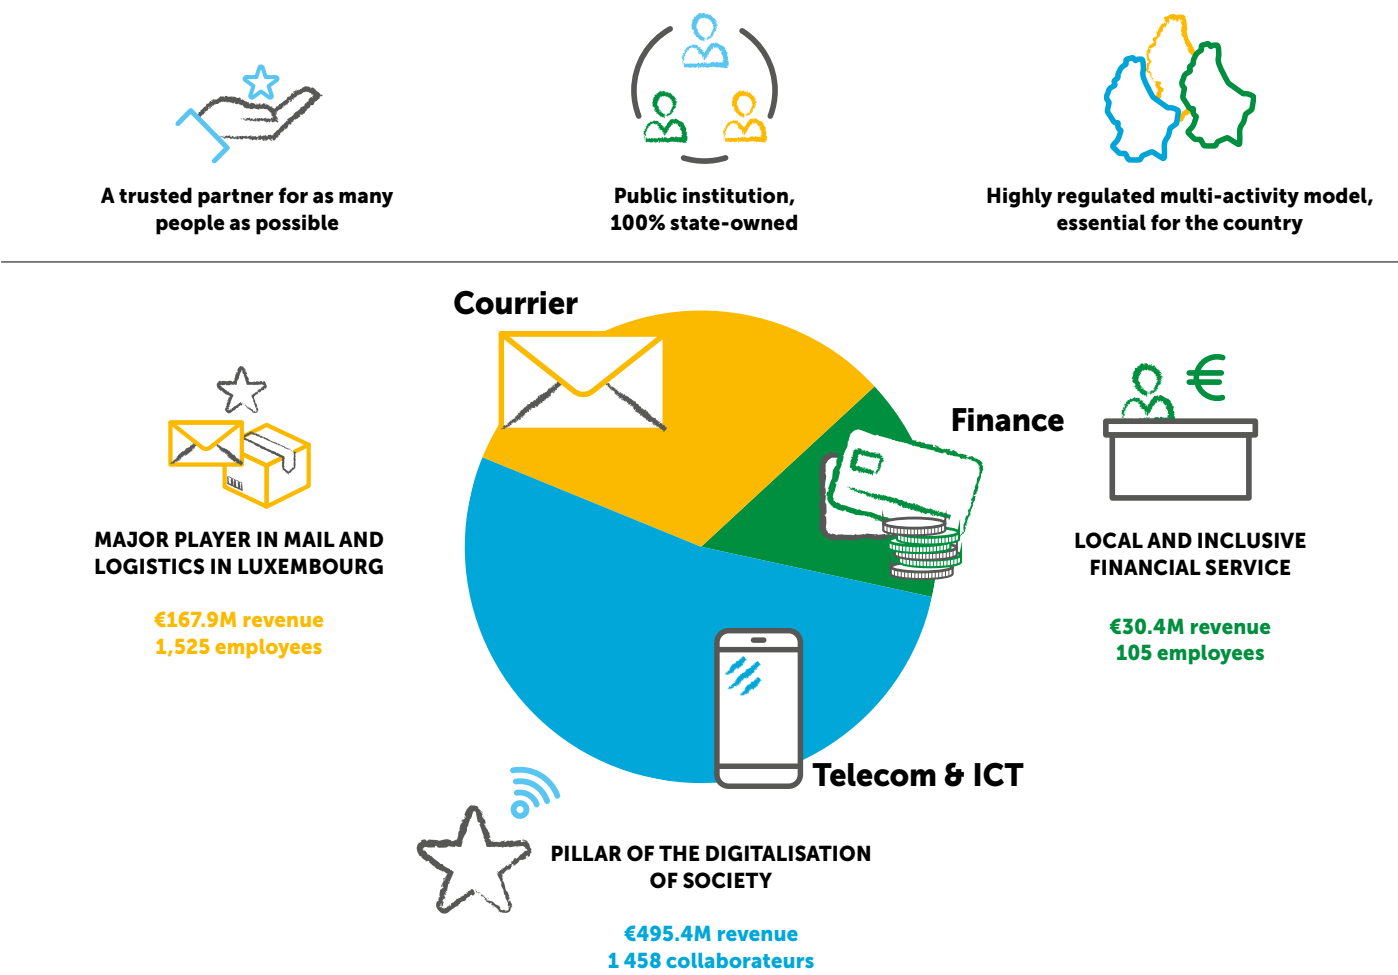 A trusted partner for as many
people as possible
Public institution,
100% state-owned
Highly regulated multi-activity model,
essential for the country
Courrier
Finance
MAJOR PLAYER IN MAIL AND
LOGISTICS IN LUXEMBOURG
€167.9M revenue
1,525 employees
LOCAL AND INCLUSIVE
FINANCIAL SERVICE
€30.4M revenue
105 employees
Telecom & ICT
PILLAR OF THE DIGITALISATION
OF SOCIETY
€495.4M revenue
1 458 collaborateurs